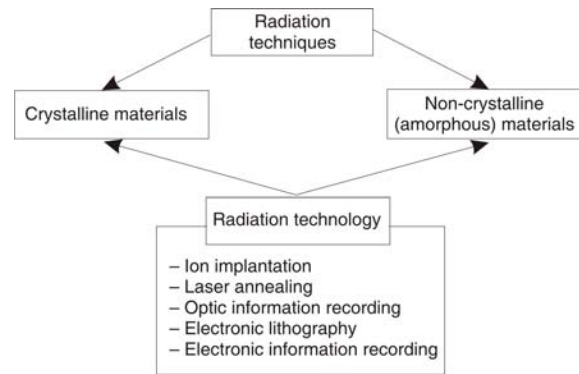 Radiation
techniques
Crystalline materials
Non-crystalline
(amorphous) materials
Radiation technology
– Ion implantation
– Laser annealing
– Optic information recording
– Electronic lithography
– Electronic information recording